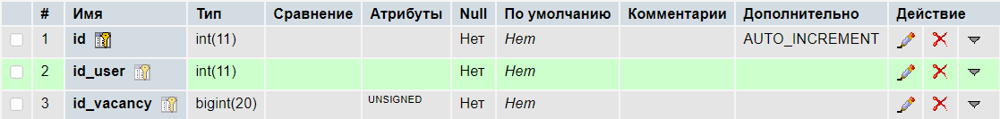 # Имя Тип Сравнение Атрибуты Null По умолчанию Комментарии Дополнительно Действие
1 id int(11) Нет Нет AUTO_INCREMENT
2 id_user int(11) Нет Нет
3 id_vacancy bigint(20) UNSIGNED Нет Нет